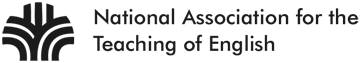 National Association for the
Teaching of English